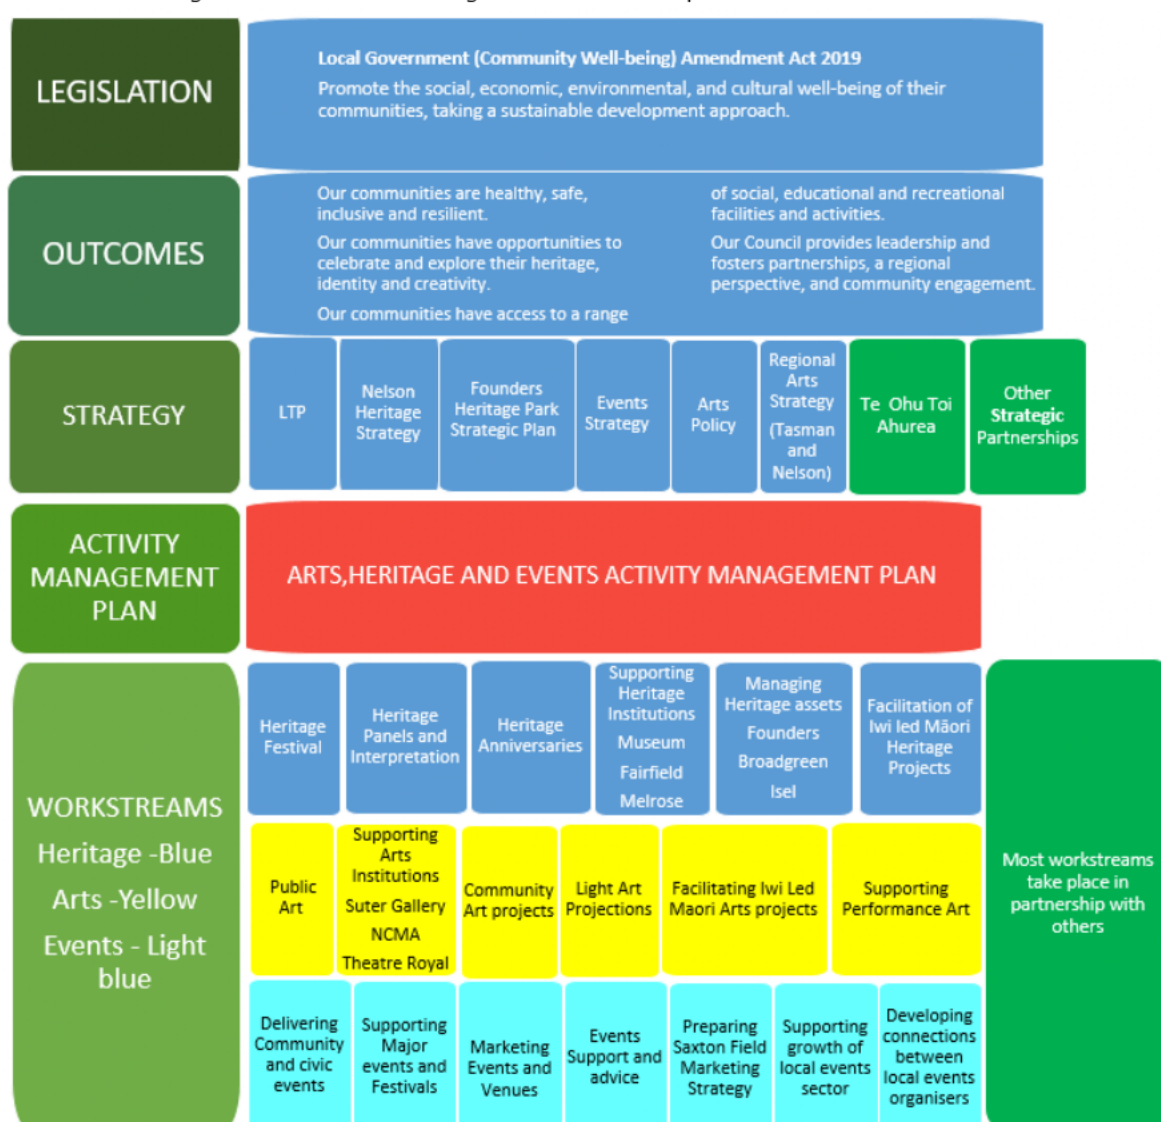 LEGISLATION
Local Government (Community Well-being) Amendment Act 2019
Promote the social, economic, environmental, and cultural well-being of their
communities, taking a sustainable development approach.
OUTCOMES
Our communities are healthy, safe,
inclusive and resilient.
Our communities have opportunities to
celebrate and explore their heritage,
identity and creativity.
Our communities have access to a range
of social, educational and recreational
facilities and activities.
Our Council provides leadership and
fosters partnerships, a regional
perspective, and community engagement.
STRATEGY
LTP
Nelson
Heritage
Strategy
Founders
Heritage Park
Strategic Plan
Events
Strategy
Arts
Policy
Regional
Arts
Strategy
(Tasman
and
Nelson)
Te Ohu Toi
Ahurea
Other
Strategic
Partnerships
ACTIVITY
MANAGEMENT
PLAN
ARTS,HERITAGE AND EVENTS ACTIVITY MANAGEMENT PLAN
WORKSTREAMS
Heritage -Blue
Arts -Yellow
Events - Light
blue
Heritage
Festival
Heritage
Panels and
Interpretation
Heritage
Anniversaries
Supporting
Heritage
Institutions
Museum
Fairfield
Melrose
Managing
Heritage assets
Founders
Broadgreen
Isel
Facilitation of
Iwi led Māori
Heritage
Projects
Public
Art
Supporting
Arts
Institutions
Suter Gallery
NCMA
Theatre Royal
Community
Art projects
Light Art
Projections
Facilitating Iwi Led
Maori Arts projects
Supporting
Performance Art
Delivering
Community
and civic
events
Supporting
Major
events and
Festivals
Marketing
Events and
Venues
Events
Support and
advice
Preparing
Saxton Field
Marketing
Strategy
Supporting
growth of
local events
sector
Developing
connections
between
local events
organisers
Most workstreams
take place in
partnership with
others